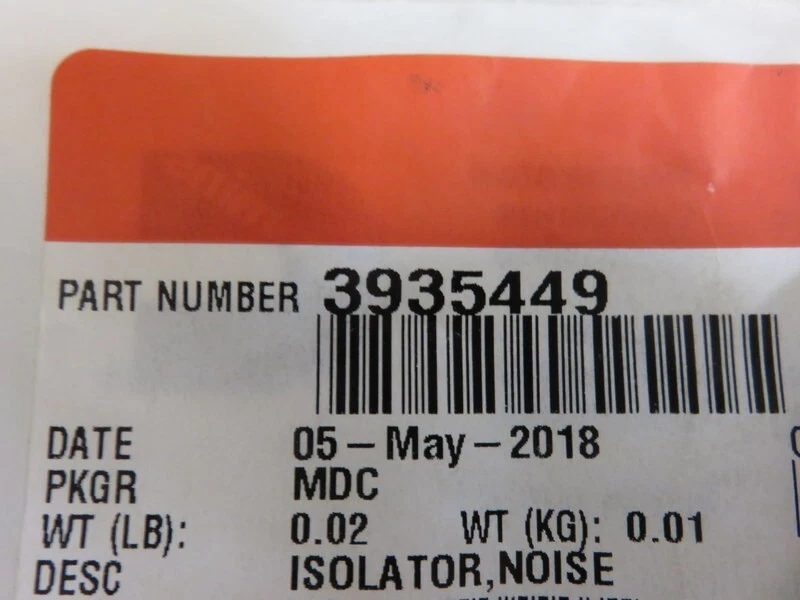 PART NUMBER 3935449
DATE 05-May-2018
PKGR MDC
WT (LB): 0.02 WT (KG): 0.01
DESC ISOLATOR,NOISE